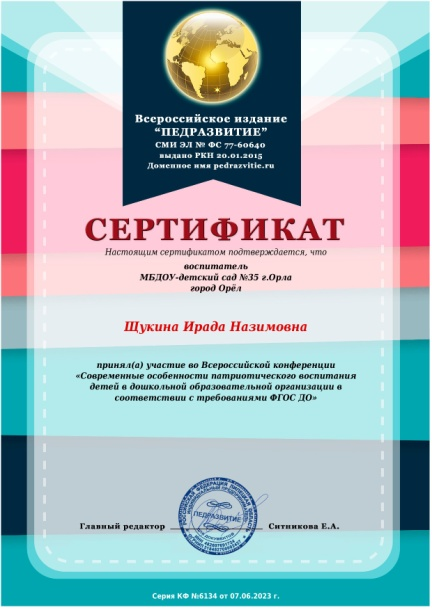 Всероссийское издание
“ПЕДРАЗВИТИЕ”
СМИ ЭЛ № ФС 77-60640
выдано РКН 20.01.2015
Доменное имя pedrazvitie.ru
СЕРТИФИКАТ
Настоящим сертификатом подтверждается, что
воспитатель
МБДОУ-детский сад №35 г.Орла
город Орёл
Щукина Ирада Назимовна
принял(а) участие во Всероссийской конференции
«Современные особенности патриотического воспитания
детей в дошкольной образовательной организации в
соответствии с требованиями ФГОС ДО»
ПЕДРАЗВИТИЕ
Главный редактор Ситникова Е.А.
Серия КФ №6134 от 07.06.2023 г.